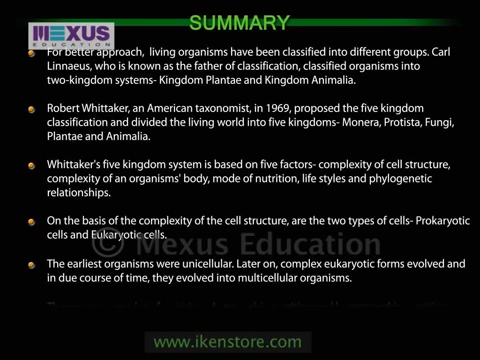 SUMMARY
MEXUS
EDUCATION
For better approach, living organisms have been classified into different groups. Carl
Linnaeus, who is known as the father of classification, classified organisms into
two-kingdom systems- Kingdom Plantae and Kingdom Animalia.
Robert Whittaker, an American taxonomist, in 1969, proposed the five kingdom
classification and divided the living world into five kingdoms- Monera, Protista, Fungi,
Plantae and Animalia.
Whittaker's five kingdom system is based on five factors- complexity of cell structure,
complexity of an organisms' body, mode of nutrition, life styles and phylogenetic
relationships.
On the basis of the complexity of the cell structure, are the two types of cells- Prokaryotic
cells and Eukaryotic cells.
© Mexus Education
The earliest organisms were unicellular. Later on, complex eukaryotic forms evolved and
in due course of time, they evolved into multicellular organisms.
www.ikenstore.com